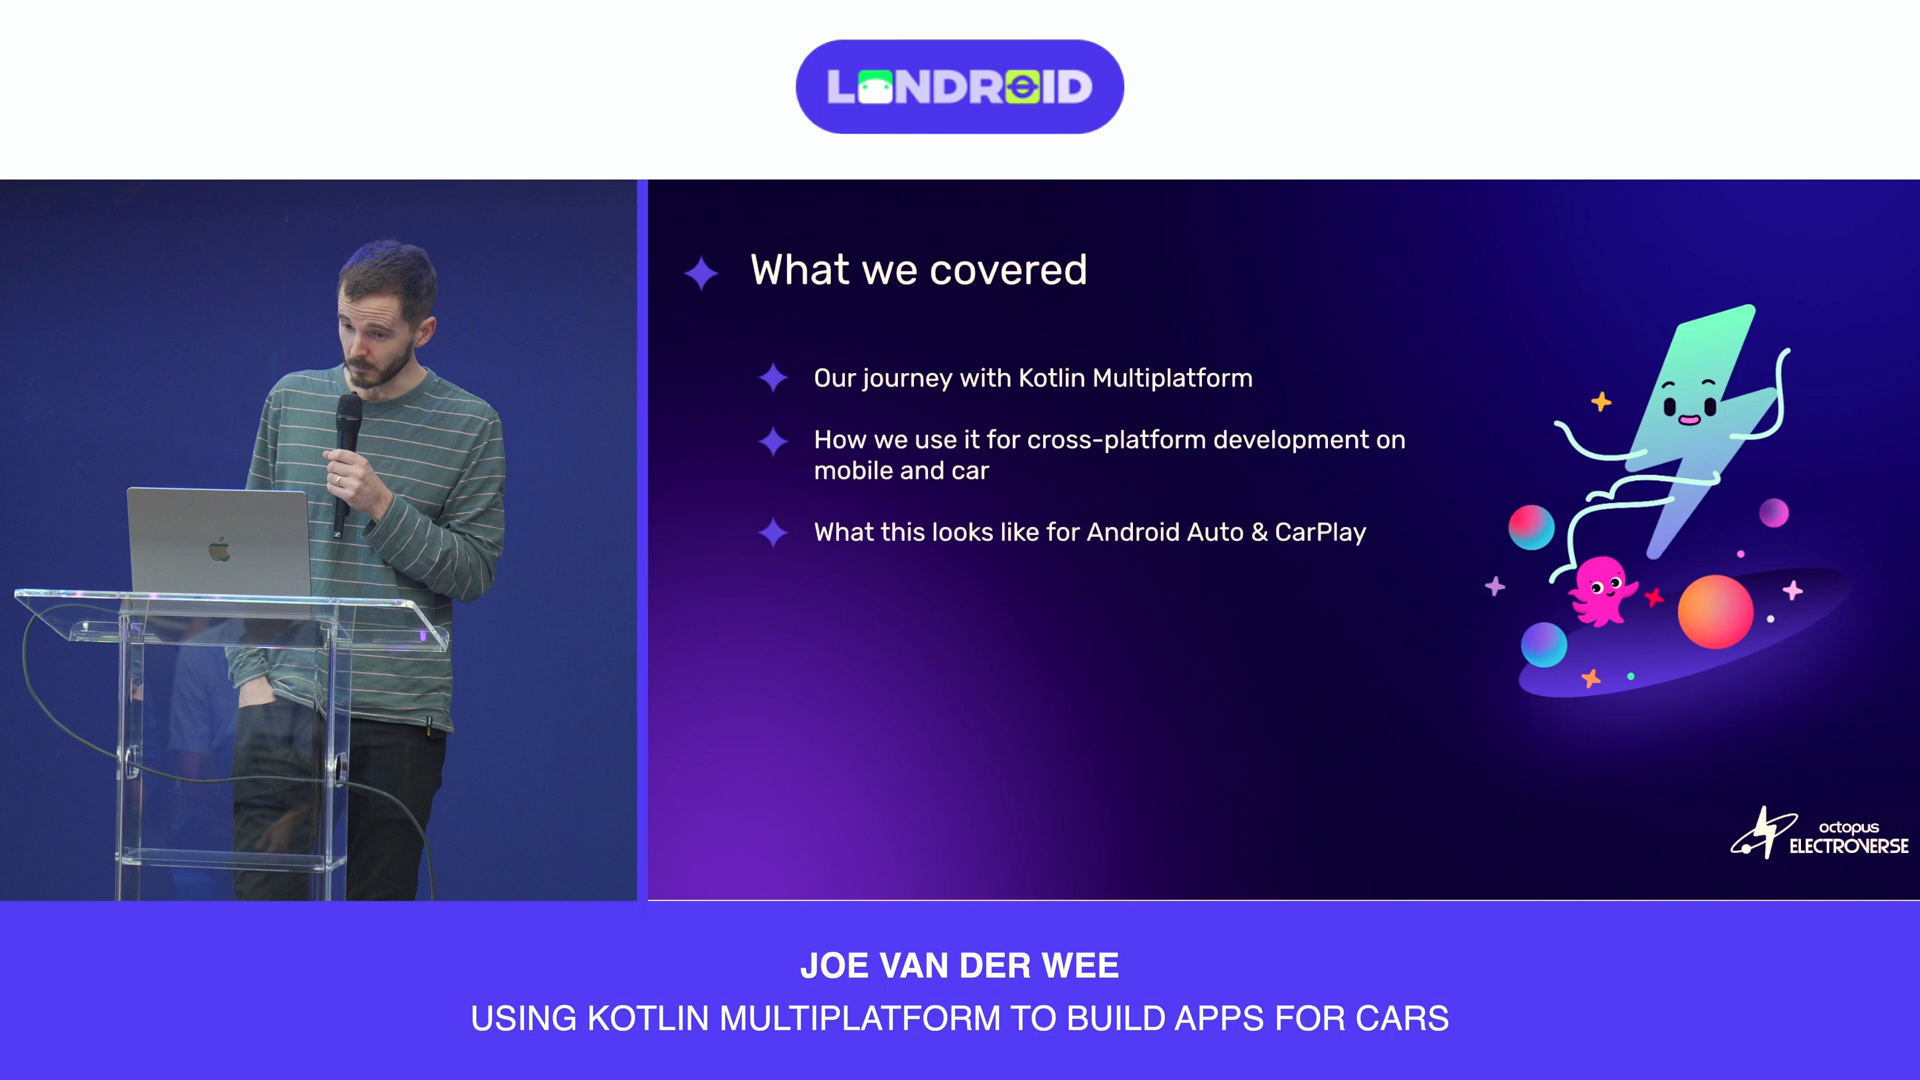 LONDROID
What we covered
Our journey with Kotlin Multiplatform
How we use it for cross-platform development on
mobile and car
What this looks like for Android Auto & CarPlay
octopus
ELECTROVERSE
JOE VAN DER WEE
USING KOTLIN MULTIPLATFORM TO BUILD APPS FOR CARS